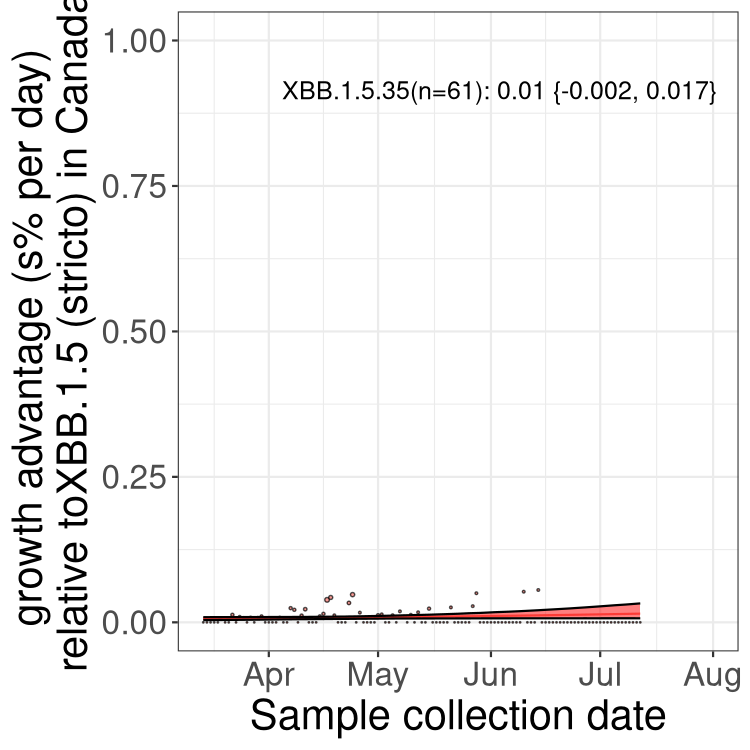 growth advantage (s% per day)
relative toXBB.1.5 (stricto) in Canada
1.00
0.75
0.50
0.25
0.00
XBB.1.5.35(n=61): 0.01 {-0.002, 0.017}
Apr
May
Jun
Jul
Aug
Sample collection date